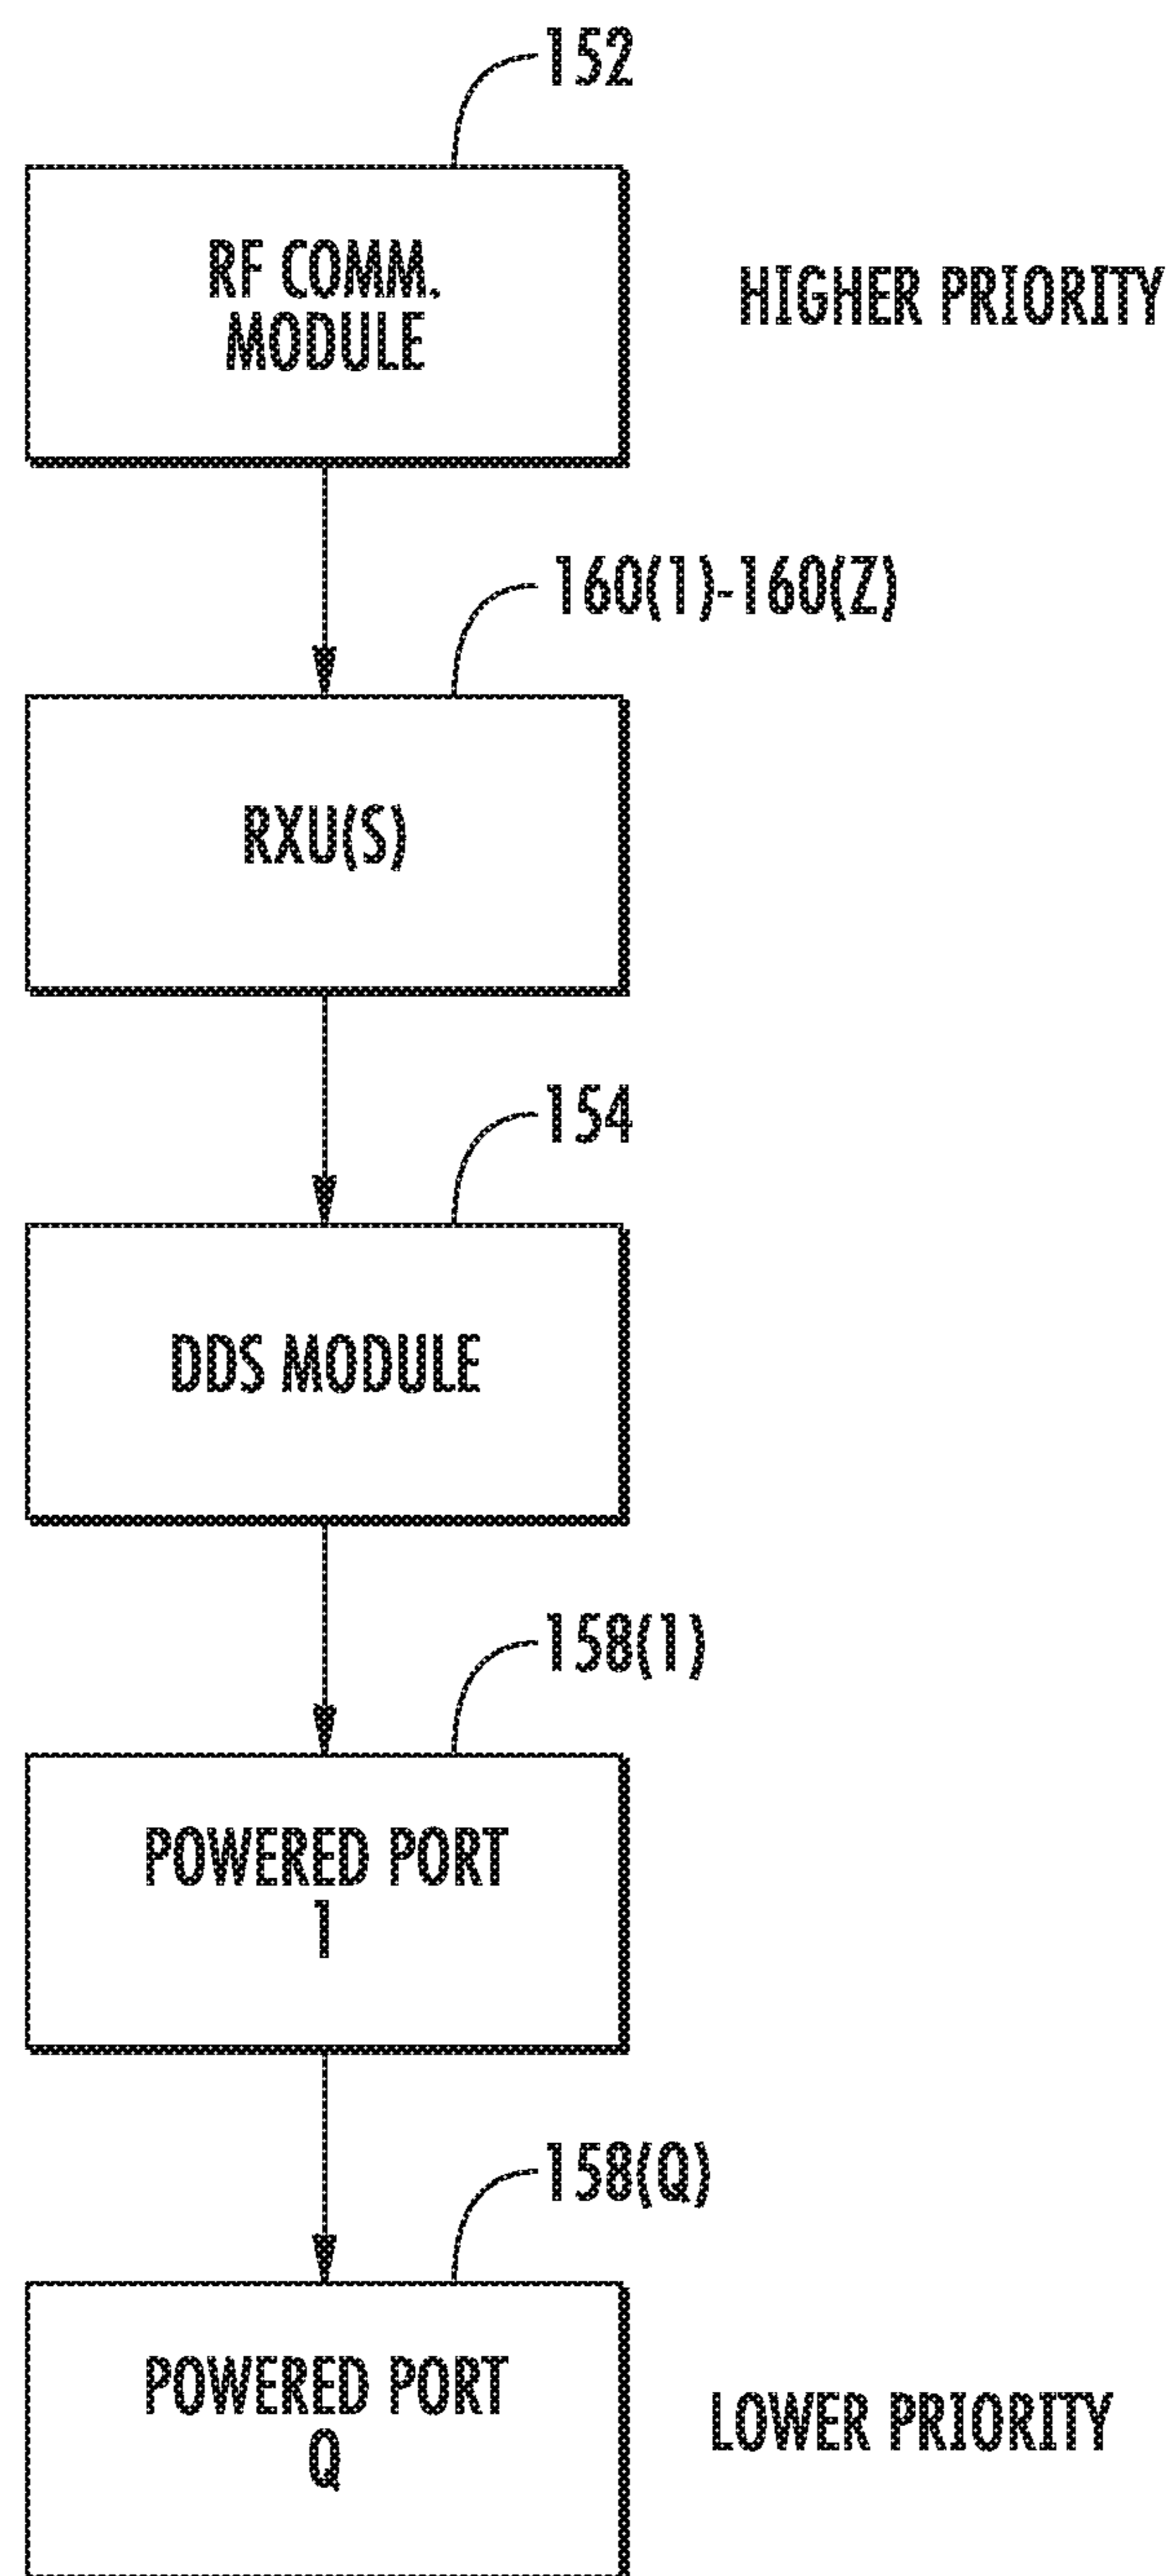 152
RF COMM.
MODULE
HIGHER PRIORITY
160(1)-160(Z)
RXU(S)
154
DDS MODULE
158(1)
POWERED PORT
1
158(Q)
POWERED PORT
Q
LOWER PRIORITY